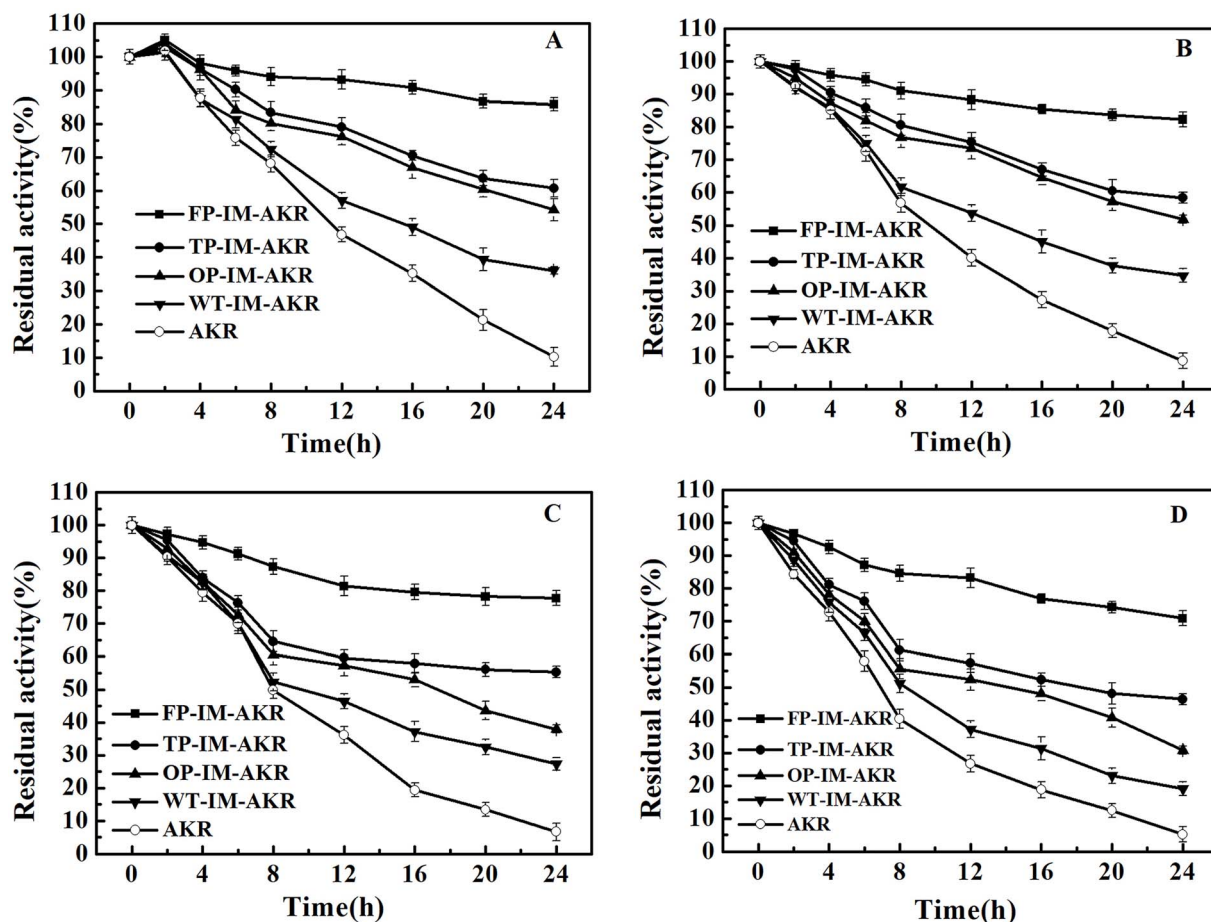 A
Residual activity(%)
110
100
90
80
70
60
50
40
30
20
10
0
FP-IM-AKR
TP-IM-AKR
OP-IM-AKR
WT-IM-AKR
AKR
0 4 8 12 16 20 24
Time(h)
B
Residual activity(%)
110
100
90
80
70
60
50
40
30
20
10
0
FP-IM-AKR
TP-IM-AKR
OP-IM-AKR
WT-IM-AKR
AKR
0 4 8 12 16 20 24
Time(h)
C
Residual activity(%)
110
100
90
80
70
60
50
40
30
20
10
0
FP-IM-AKR
TP-IM-AKR
OP-IM-AKR
WT-IM-AKR
AKR
0 4 8 12 16 20 24
Time(h)
D
Residual activity(%)
110
100
90
80
70
60
50
40
30
20
10
0
FP-IM-AKR
TP-IM-AKR
OP-IM-AKR
WT-IM-AKR
AKR
0 4 8 12 16 20 24
Time(h)